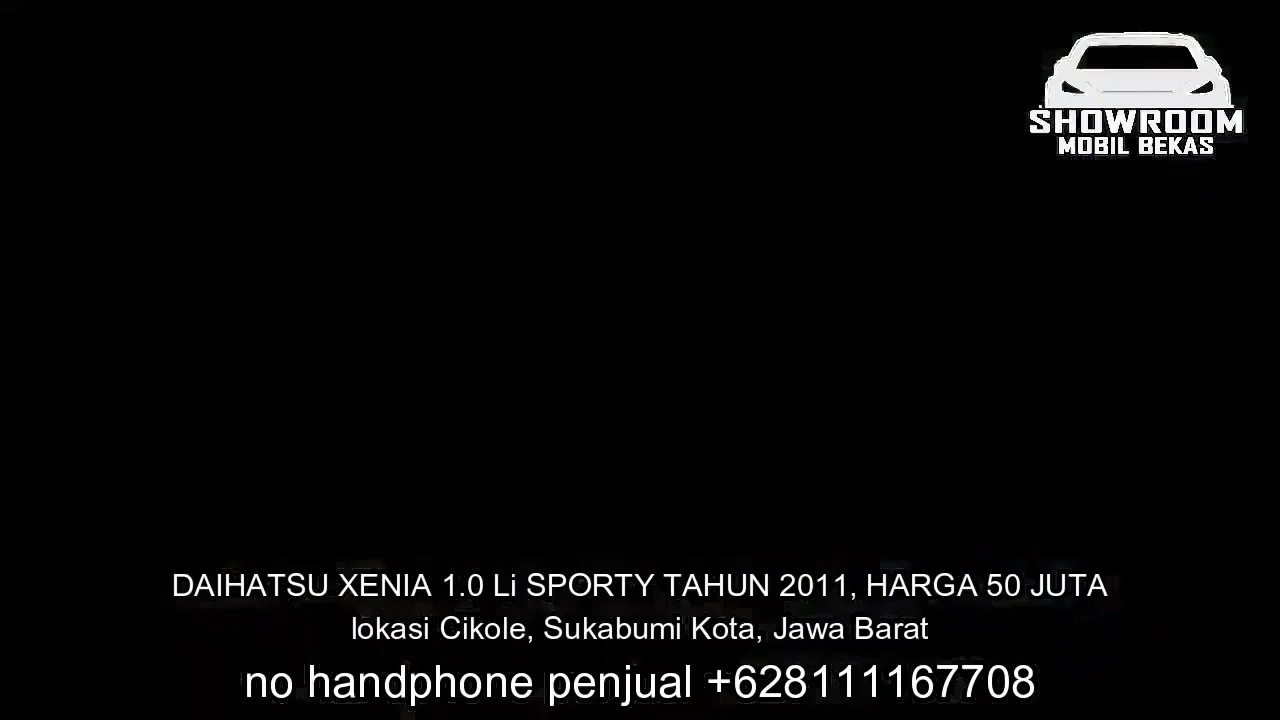 SHOWROOM
MOBIL BEKAS
DAIHATSU XENIA 1.0 Li SPORTY TAHUN 2011, HARGA 50 JUTA
lokasi Cikole, Sukabumi Kota, Jawa Barat
no handphone penjual +628111167708